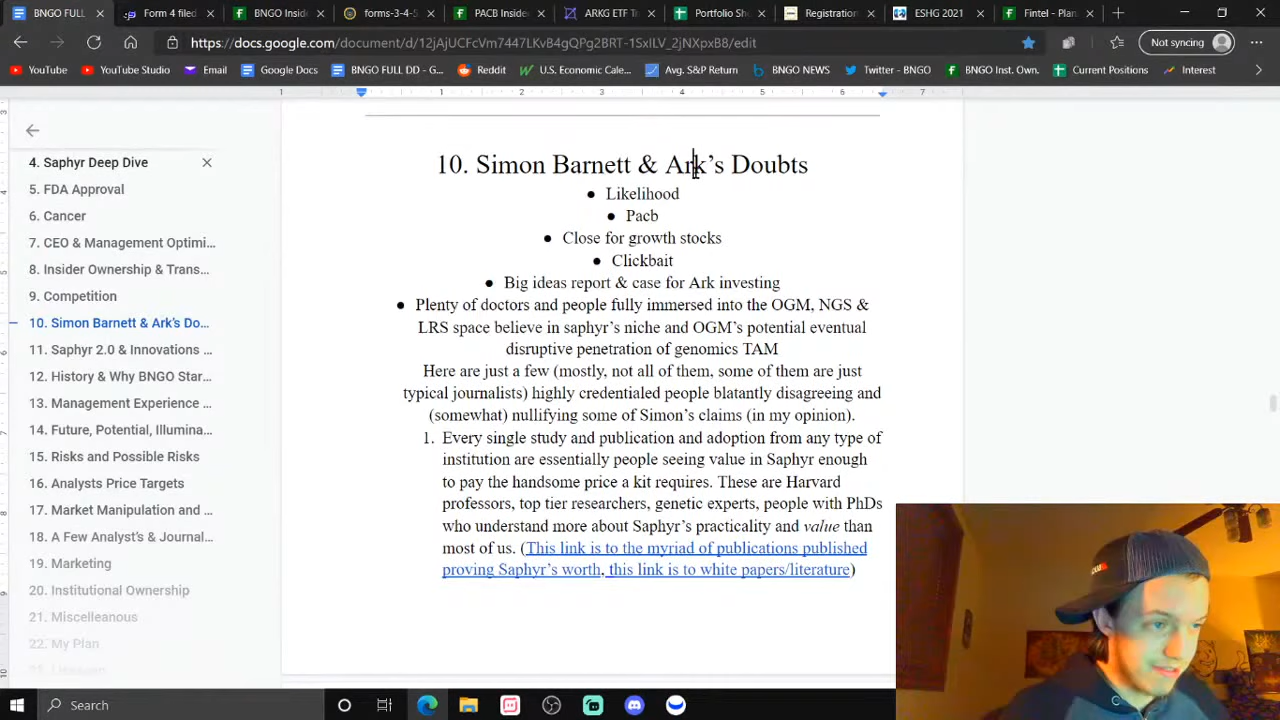 BNGO FULL
Form 4 filed
BNGO Insid
forms-3-4-5
PACB Inside
ARKG ETF Tr
Portfolio Sh
Registration
ESHG 2021
Fintel - Plan
https://docs.google.com/document/d/12jAjUCFcVm7447LKvB4gQPg2BRT-1SxILV_2jNXpxB8/edit
Not syncing
YouTube
YouTube Studio
Email
Google Docs
BNGO FULL DD - G...
Reddit
U.S. Economic Cale...
Avg. S&P Return
BNGO NEWS
Twitter - BNGO
BNGO Inst. Own.
Current Positions
Interest
1 1 2 3 4 5 6 7
4. Saphyr Deep Dive
5. FDA Approval
6. Cancer
7. CEO & Management Optimi...
8. Insider Ownership & Trans...
9. Competition
10. Simon Barnett & Ark's Do...
11. Saphyr 2.0 & Innovations ...
12. History & Why BNGO Star...
13. Management Experience ...
14. Future, Potential, Illumina...
15. Risks and Possible Risks
16. Analysts Price Targets
17. Market Manipulation and ...
18. A Few Analyst's & Journal...
19. Marketing
20. Institutional Ownership
21. Miscelleanous
22. My Plan
10. Simon Barnett & Ark's Doubts
● Likelihood
● Pacb
● Close for growth stocks
● Clickbait
● Big ideas report & case for Ark investing
● Plenty of doctors and people fully immersed into the OGM, NGS &
LRS space believe in saphyr's niche and OGM's potential eventual
disruptive penetration of genomics TAM
Here are just a few (mostly, not all of them, some of them are just
typical journalists) highly credentialed people blatantly disagreeing and
(somewhat) nullifying some of Simon's claims (in my opinion).
1. Every single study and publication and adoption from any type of
institution are essentially people seeing value in Saphyr enough
to pay the handsome price a kit requires. These are Harvard
professors, top tier researchers, genetic experts, people with PhDs
who understand more about Saphyr's practicality and value than
most of us. (This link is to the myriad of publications published
proving Saphyr's worth, this link is to white papers/literature)
Search